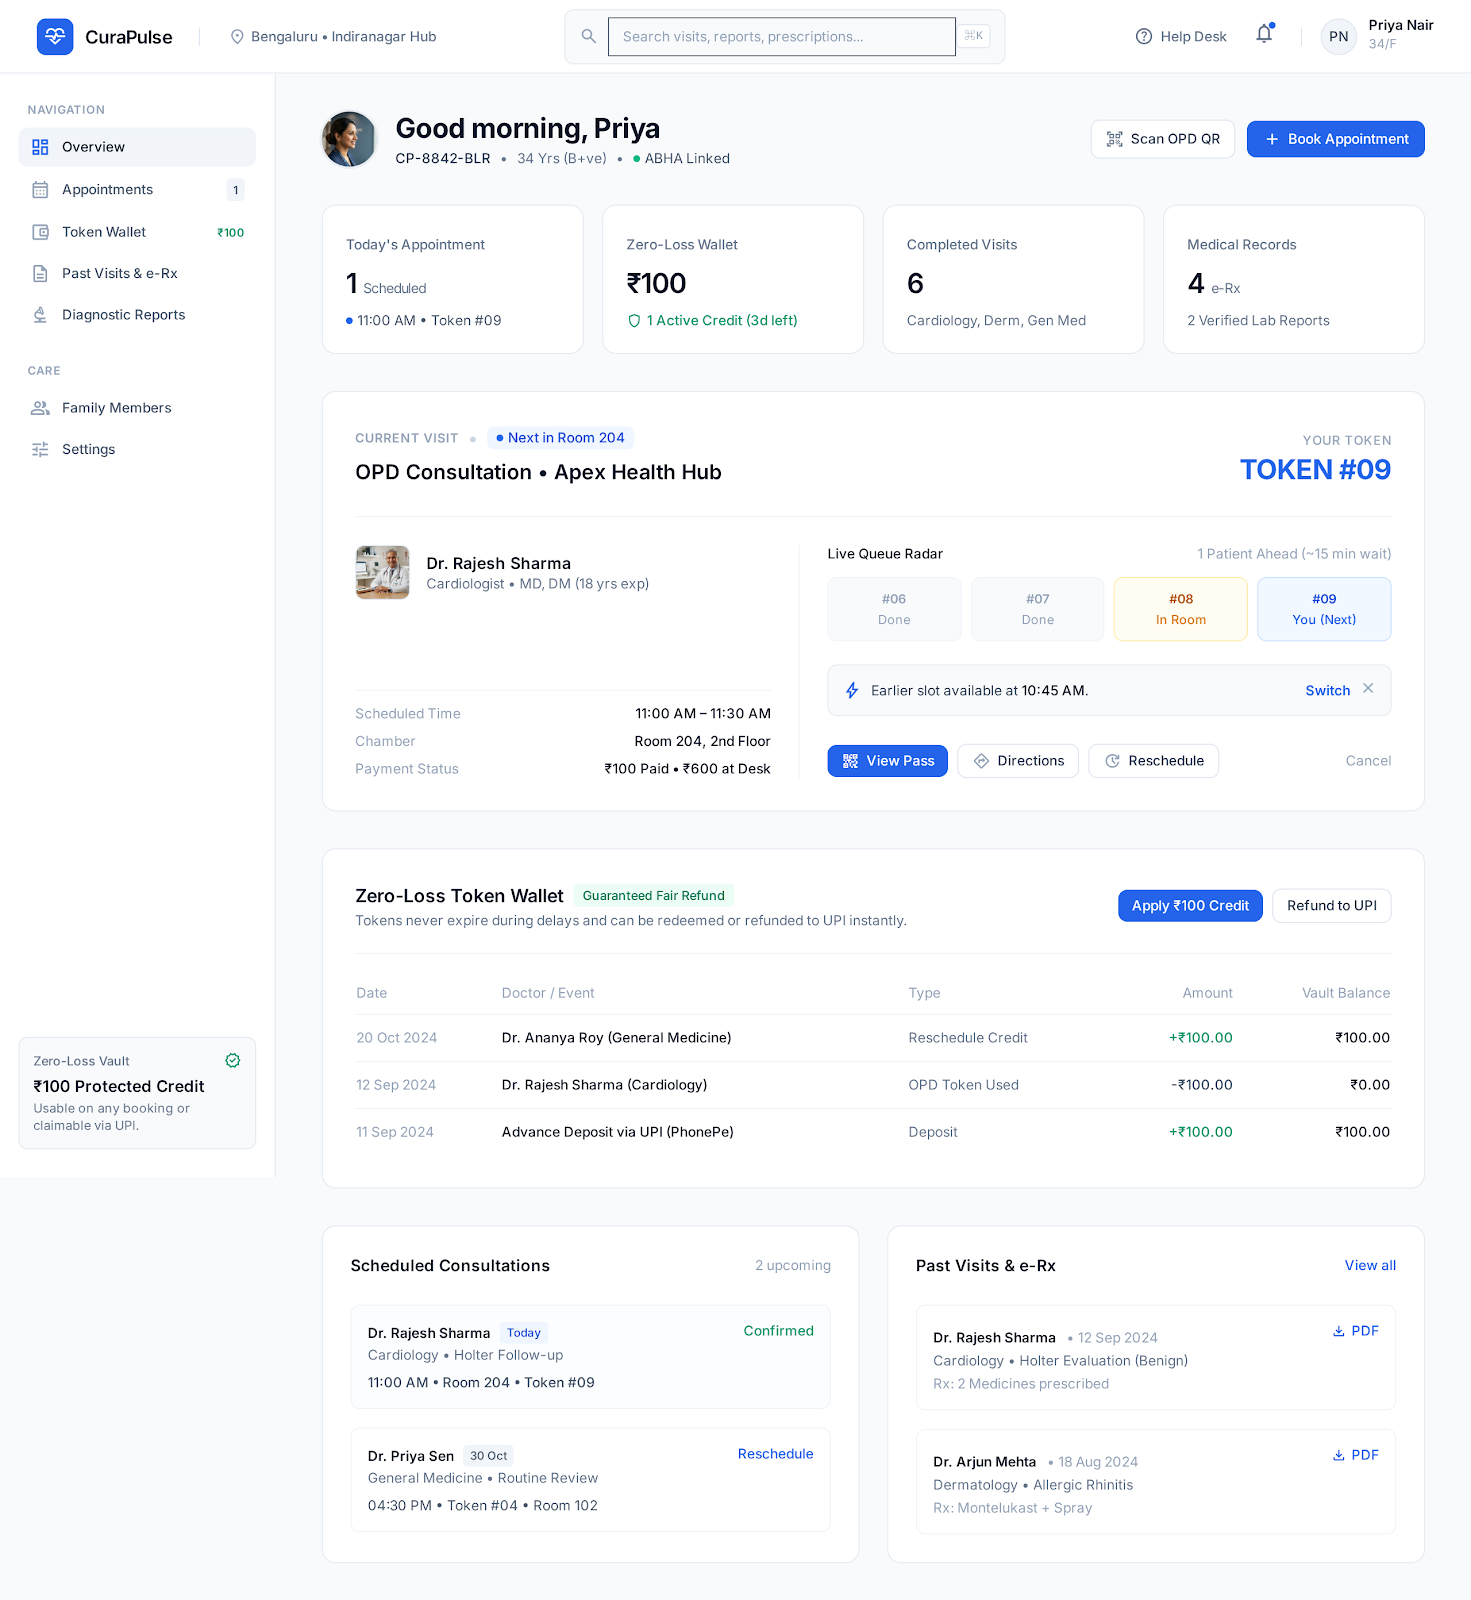 CuraPulse
Bengaluru • Indiranagar Hub
Search visits, reports, prescriptions...
⌘K
Help Desk
PN
Priya Nair
34/F
NAVIGATION
Overview
Appointments
1
Token Wallet
₹100
Past Visits & e-Rx
Diagnostic Reports
CARE
Family Members
Settings
Zero-Loss Vault
₹100 Protected Credit
Usable on any booking or
claimable via UPI.
Good morning, Priya
CP-8842-BLR • 34 Yrs (B+ve) • ABHA Linked
Scan OPD QR
Book Appointment
Today's Appointment
1 Scheduled
11:00 AM • Token #09
Zero-Loss Wallet
₹100
1 Active Credit (3d left)
Completed Visits
6
Cardiology, Derm, Gen Med
Medical Records
4 e-Rx
2 Verified Lab Reports
CURRENT VISIT
Next in Room 204
OPD Consultation • Apex Health Hub
YOUR TOKEN
TOKEN #09
Dr. Rajesh Sharma
Cardiologist • MD, DM (18 yrs exp)
Scheduled Time
11:00 AM – 11:30 AM
Chamber
Room 204, 2nd Floor
Payment Status
₹100 Paid • ₹600 at Desk
Live Queue Radar
1 Patient Ahead (~15 min wait)
#06
Done
#07
Done
#08
In Room
#09
You (Next)
Earlier slot available at 10:45 AM.
Switch
View Pass
Directions
Reschedule
Cancel
Zero-Loss Token Wallet
Guaranteed Fair Refund
Tokens never expire during delays and can be redeemed or refunded to UPI instantly.
Apply ₹100 Credit
Refund to UPI
Date Doctor / Event Type Amount Vault Balance
20 Oct 2024 Dr. Ananya Roy (General Medicine) Reschedule Credit +₹100.00 ₹100.00
12 Sep 2024 Dr. Rajesh Sharma (Cardiology) OPD Token Used -₹100.00 ₹0.00
11 Sep 2024 Advance Deposit via UPI (PhonePe) Deposit +₹100.00 ₹100.00
Scheduled Consultations
2 upcoming
Dr. Rajesh Sharma Today
Confirmed
Cardiology • Holter Follow-up
11:00 AM • Room 204 • Token #09
Dr. Priya Sen 30 Oct
Reschedule
General Medicine • Routine Review
04:30 PM • Token #04 • Room 102
Past Visits & e-Rx
View all
Dr. Rajesh Sharma • 12 Sep 2024
PDF
Cardiology • Holter Evaluation (Benign)
Rx: 2 Medicines prescribed
Dr. Arjun Mehta • 18 Aug 2024
PDF
Dermatology • Allergic Rhinitis
Rx: Montelukast + Spray